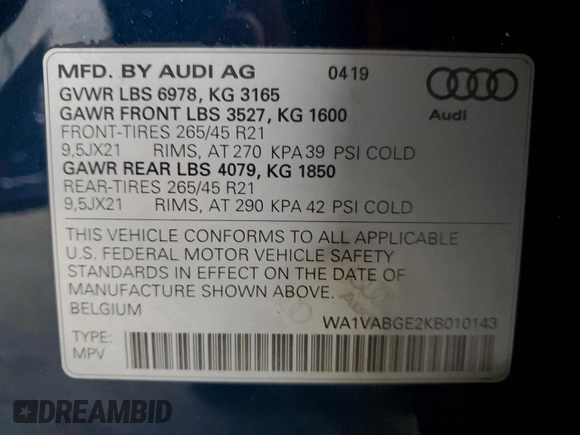 MFD. BY AUDI AG 0419
GVWR LBS 6978, KG 3165
GAWR FRONT LBS 3527, KG 1600
Audi
FRONT-TIRES 265/45 R21
9,5JX21 RIMS, AT 270 KPA 39 PSI COLD
GAWR REAR LBS 4079, KG 1850
REAR-TIRES 265/45 R21
9,5JX21 RIMS, AT 290 KPA 42 PSI COLD
THIS VEHICLE CONFORMS TO ALL APPLICABLE
U.S. FEDERAL MOTOR VEHICLE SAFETY
STANDARDS IN EFFECT ON THE DATE OF
MANUFACTURE SHOWN ABOVE.
BELGIUM
WA1VABGE2KB010143
TYPE:
MPV
DREAMBID